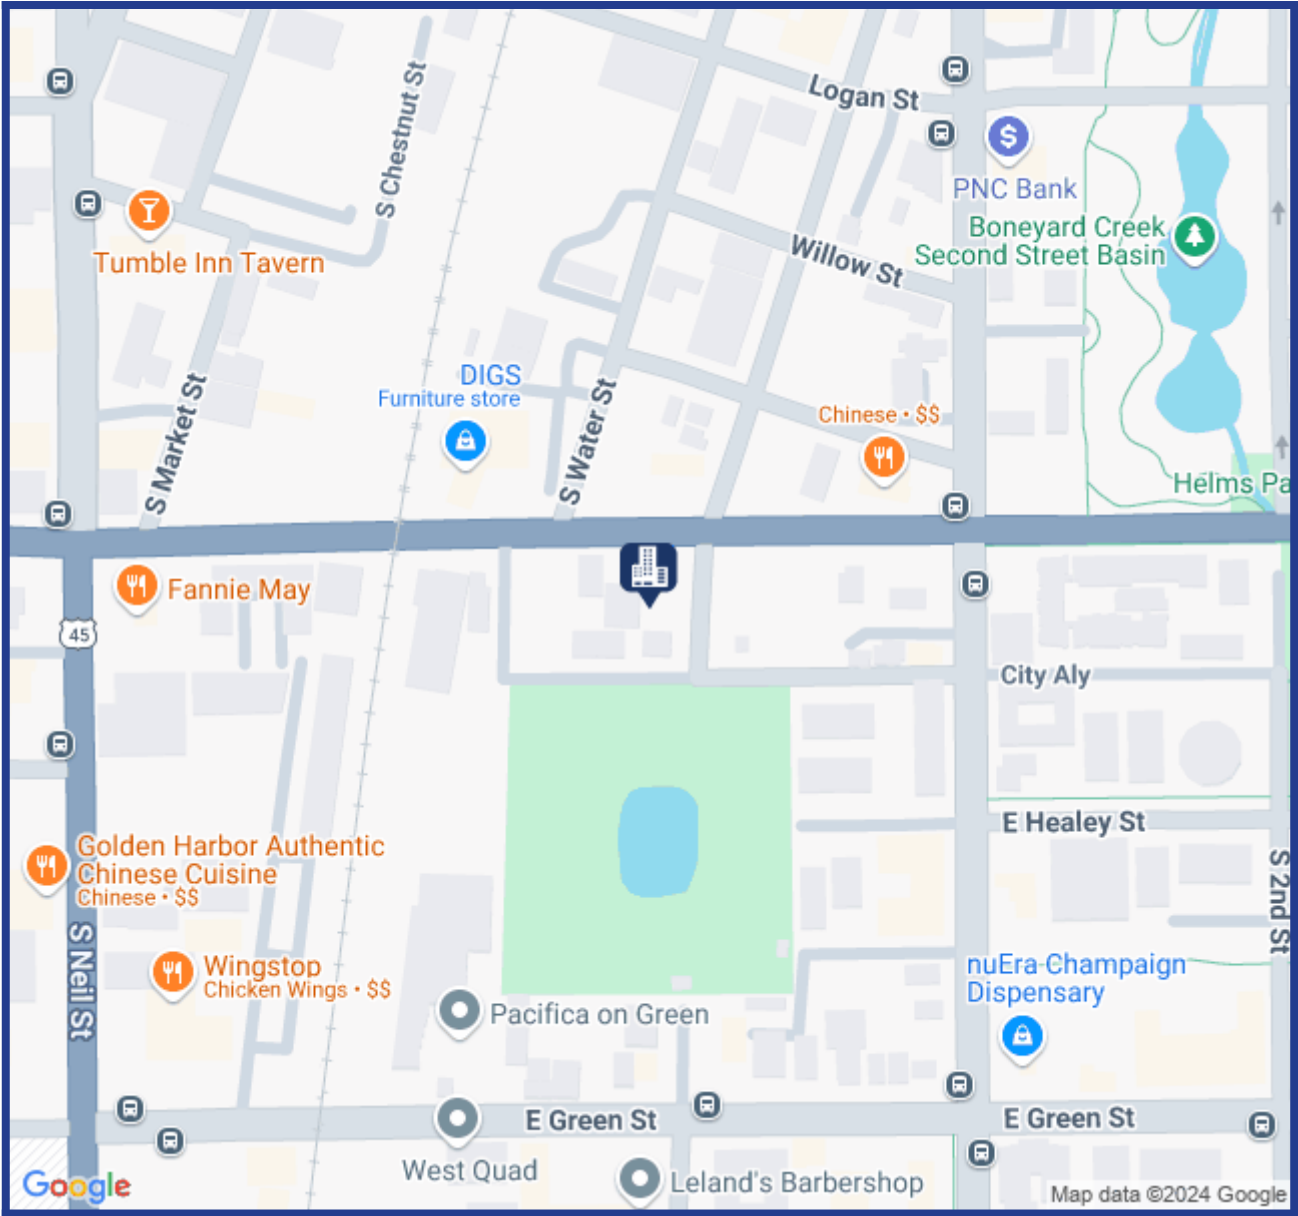 Logan St
S Chestnut St
PNC Bank
Boneyard Creek
Second Street Basin
Tumble Inn Tavern
Willow St
DIGS
Furniture store
S Market St
S Water St
Chinese • $$
Helms Pa
Fannie May
45
City Aly
E Healey St
Golden Harbor Authentic
Chinese Cuisine
Chinese • $$
S 2nd St
S Neil St
Wingstop
Chicken Wings • $$
nuEra Champaign
Dispensary
Pacifica on Green
E Green St
E Green St
West Quad
Leland's Barbershop
Google
Map data ©2024 Google